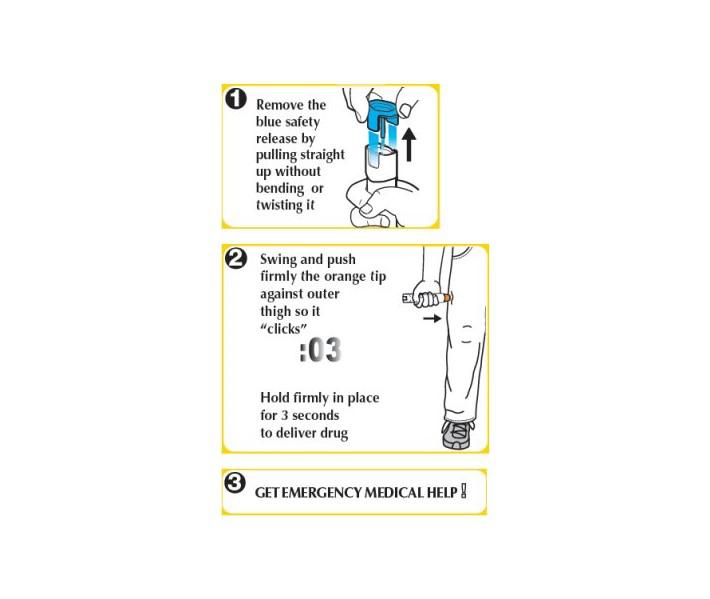 1
Remove the
blue safety
release by
pulling straight
up without
bending or
twisting it
2
Swing and push
firmly the orange tip
against outer
thigh so it
“clicks”
:03
Hold firmly in place
for 3 seconds
to deliver drug
3
GET EMERGENCY MEDICAL HELP !